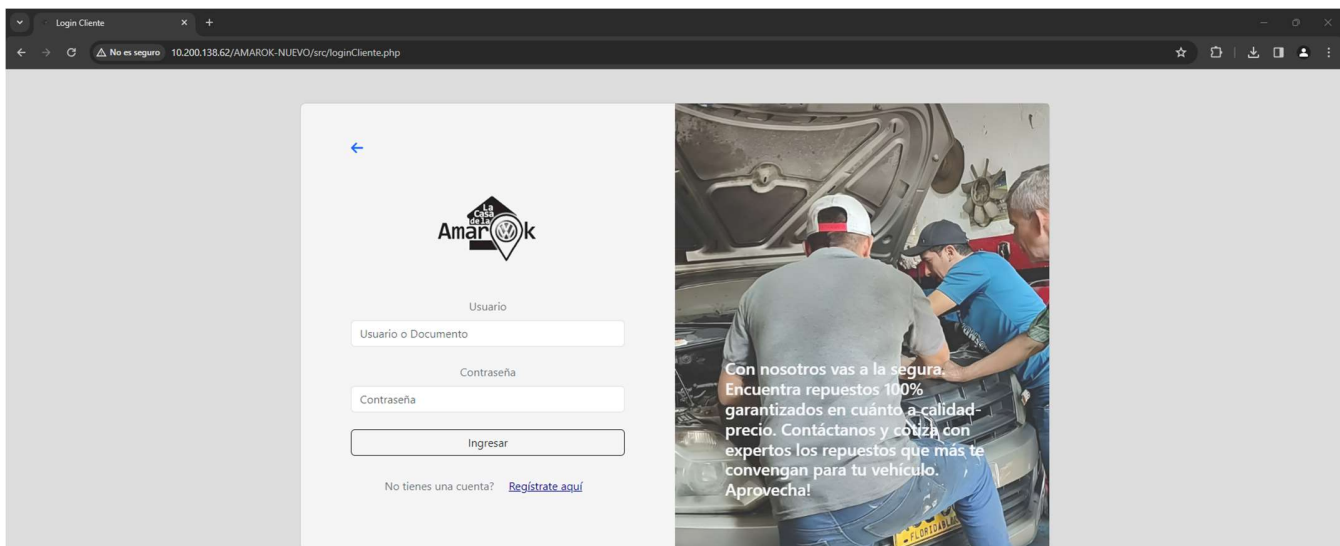 Login Cliente
No es seguro 10.200.138.62/AMAROK-NUEVO/src/loginCliente.php
La
Casa
de la
Amarok
Usuario
Usuario o Documento
Contraseña
Contraseña
Ingresar
No tienes una cuenta? Regístrate aquí
Con nosotros vas a la segura.
Encuentra repuestos 100%
garantizados en cuánto a calidad-
precio. Contáctanos y cotiza con
expertos los repuestos que más te
convengan para tu vehículo.
Aprovecha!